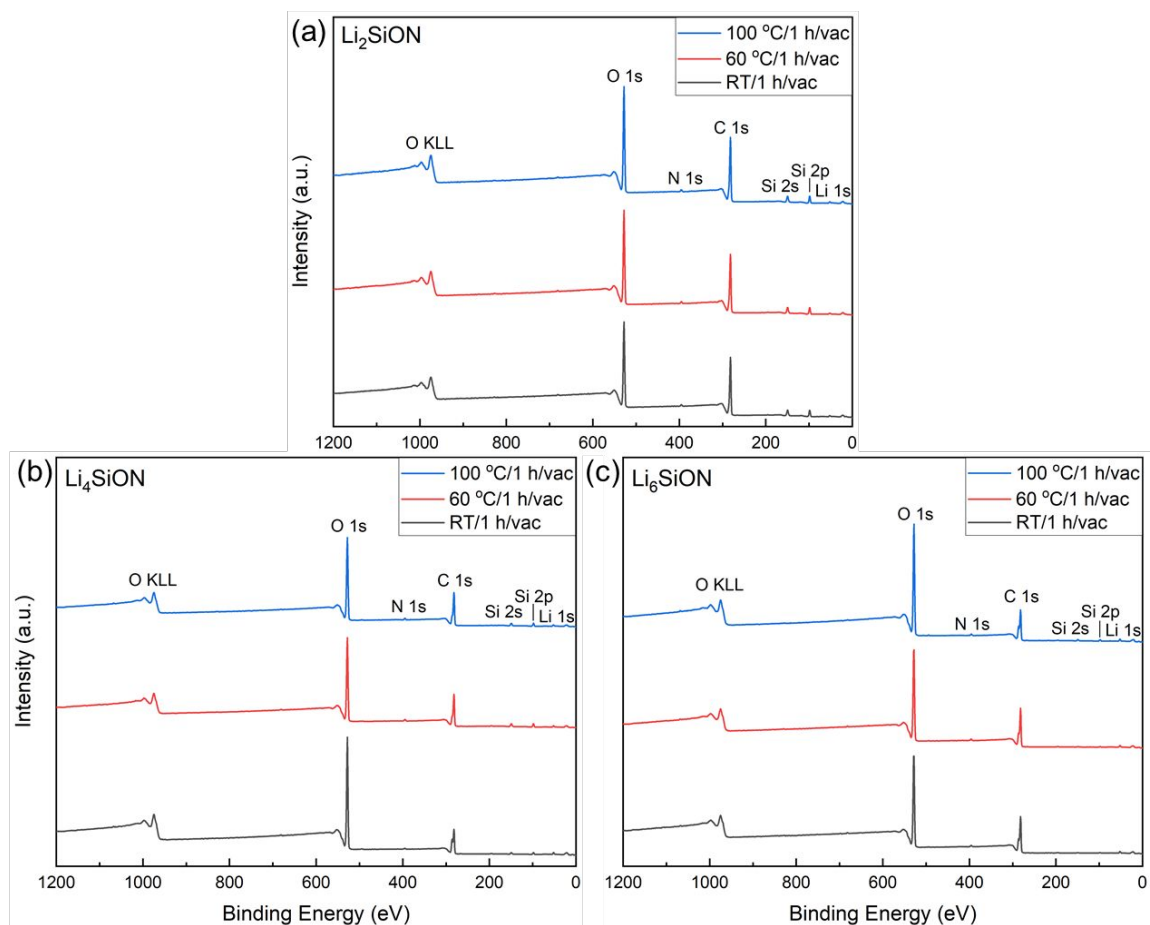 (a) Li₂SiON
100 °C/1 h/vac
60 °C/1 h/vac
RT/1 h/vac
O 1s
C 1s
O KLL
N 1s
Si 2s
Si 2p
Li 1s
Intensity (a.u.)
1200 1000 800 600 400 200 0
(b) Li₄SiON
100 °C/1 h/vac
60 °C/1 h/vac
RT/1 h/vac
O 1s
O KLL
C 1s
N 1s
Si 2s
Si 2p
Li 1s
Intensity (a.u.)
1200 1000 800 600 400 200 0
Binding Energy (eV)
(c) Li₆SiON
100 °C/1 h/vac
60 °C/1 h/vac
RT/1 h/vac
O 1s
O KLL
C 1s
N 1s
Si 2s
Si 2p
Li 1s
1200 1000 800 600 400 200 0
Binding Energy (eV)